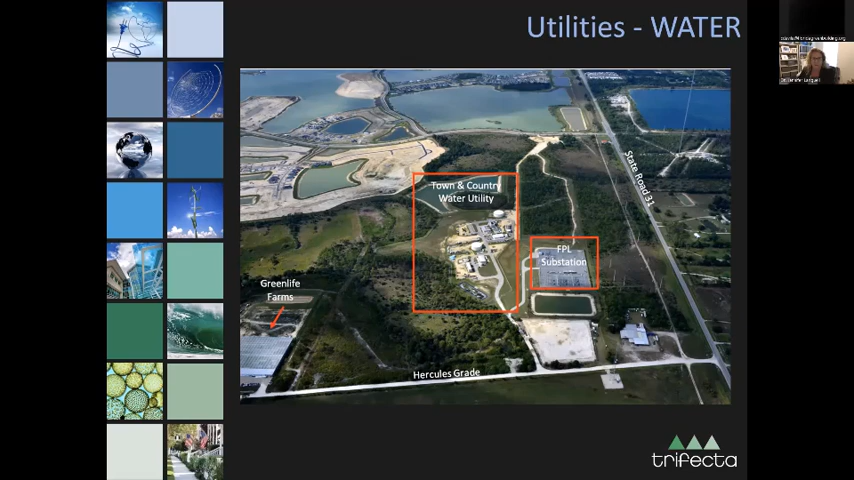 Utilities - WATER
Town & Country
Water Utility
State Road 31
FPL
Substation
Greenlife
Farms
Hercules Grade
trifecta